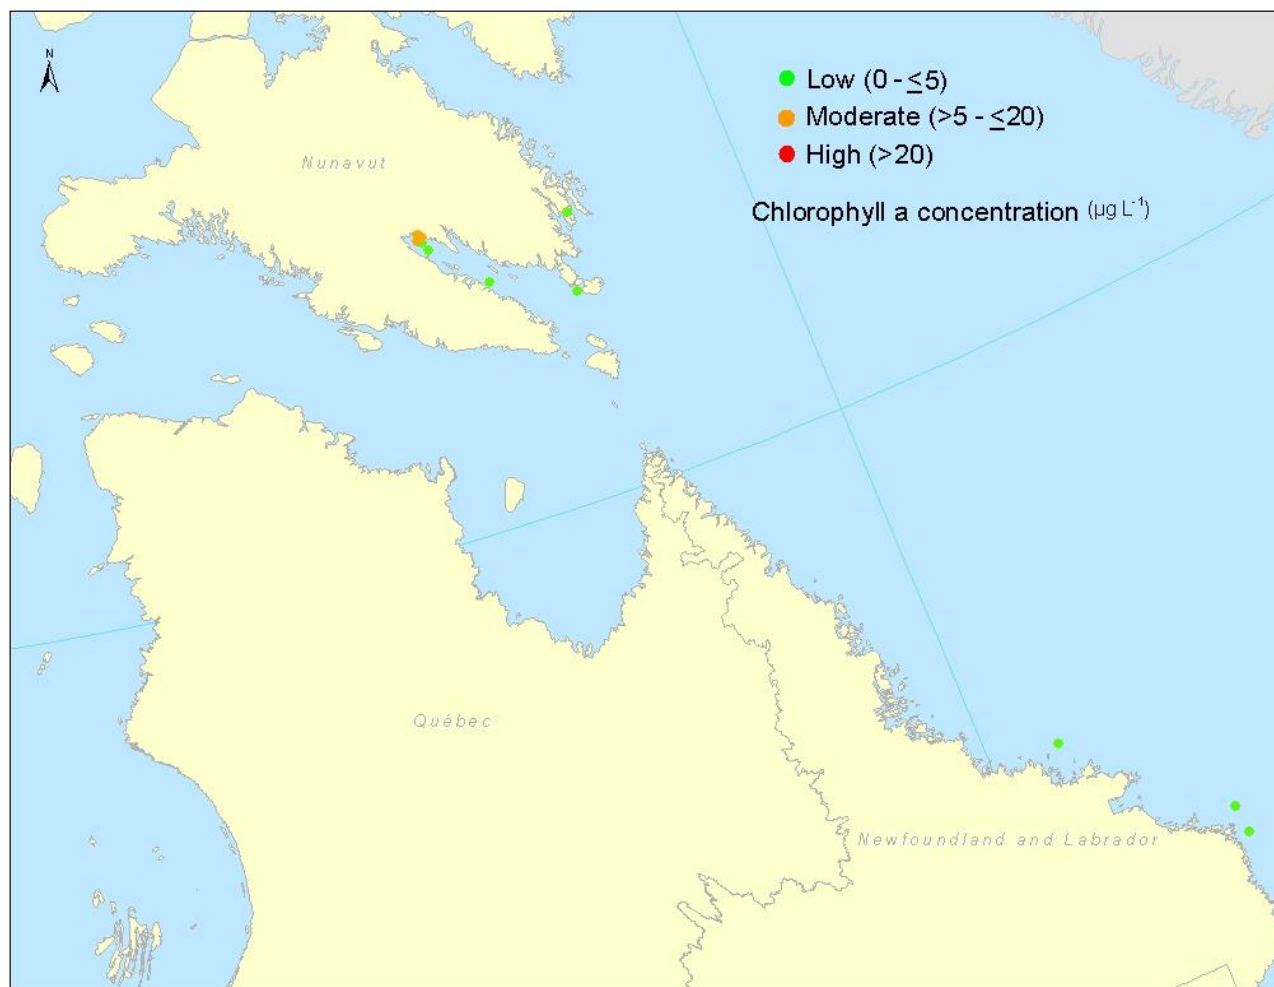 N
Low (0 - ≤5)
Moderate (>5 - ≤20)
High (>20)
Nunavut
Chlorophyll a concentration (µg L⁻¹)
Québec
Newfoundland and Labrador